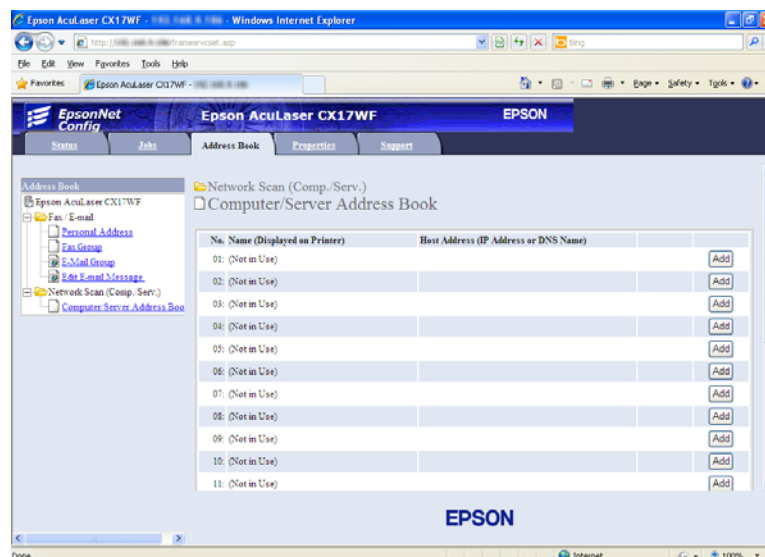 Epson AcuLaser CX17WF - - Windows Internet Explorer
http:// /framesrvcset.asp
Bing
File Edit View Favorites Tools Help
Favorites Epson AcuLaser CX17WF -
Page Safety Tools
EpsonNet Config
Epson AcuLaser CX17WF
EPSON
Status Jobs Address Book Properties Support
Address Book
Epson AcuLaser CX17WF
Fax / E-mail
Personal Address
Fax Group
E-Mail Group
Edit E-mail Message
Network Scan (Comp./Serv.)
Computer/Server Address Boo
Network Scan (Comp./Serv.)
Computer/Server Address Book
No. Name (Displayed on Printer) Host Address (IP Address or DNS Name)
01: (Not in Use) Add
02: (Not in Use) Add
03: (Not in Use) Add
04: (Not in Use) Add
05: (Not in Use) Add
06: (Not in Use) Add
07: (Not in Use) Add
08: (Not in Use) Add
09: (Not in Use) Add
10: (Not in Use) Add
11: (Not in Use) Add
EPSON
Done Internet 100%